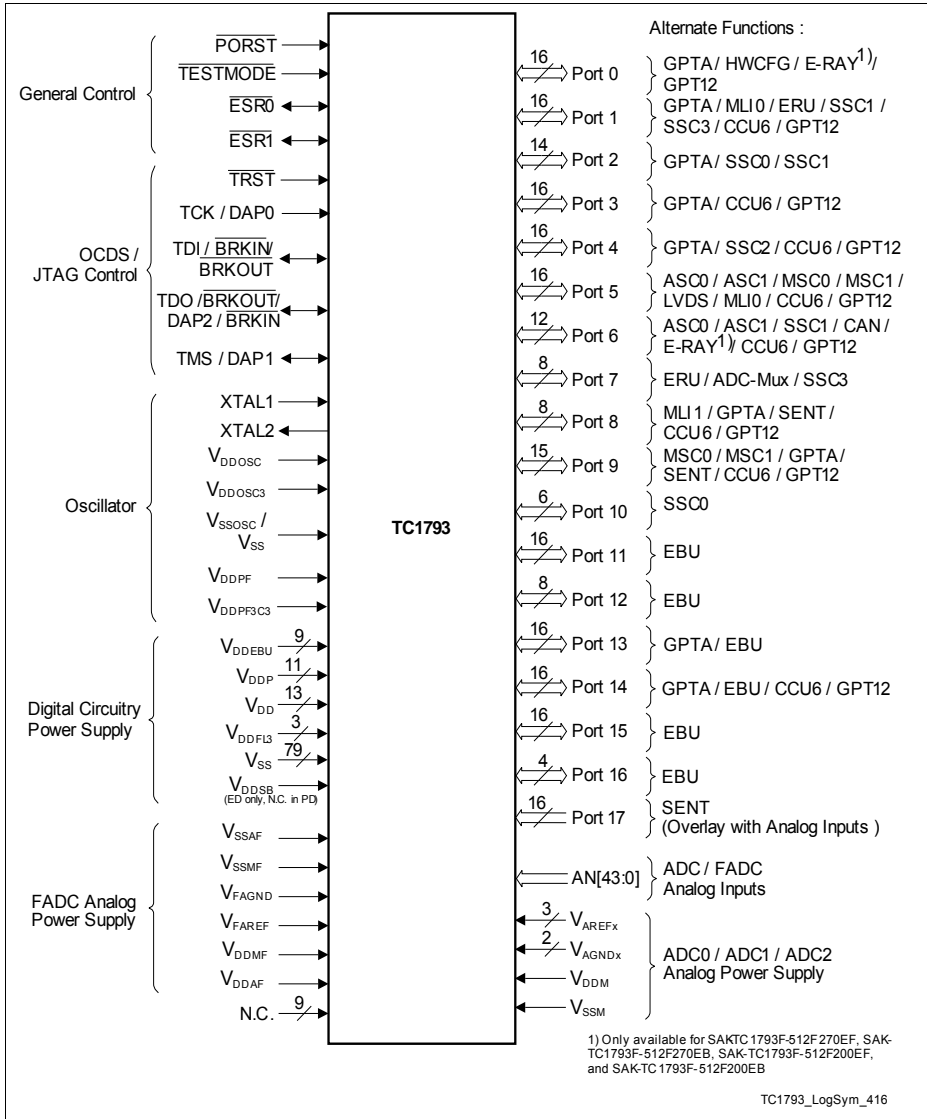 Alternate Functions :
General Control
PORST
TESTMODE
ESR0
ESR1
OCDS /
JTAG Control
TRST
TCK / DAP0
TDI / BRKIN/
BRKOUT
TDO /BRKOUT/
DAP2 / BRKIN
TMS / DAP1
Oscillator
XTAL1
XTAL2
VDDOSC
VDDOSC3
VSSOSC /
VSS
VDDPF
VDDPF3C3
Digital Circuitry
Power Supply
VDDEBU 9
VDDP 11
VDD 13
VDDFL3 3
VSS 79
VDDSB
(ED only, N.C. in PD)
FADC Analog
Power Supply
VSSAF
VSSMF
VFAGND
VFAREF
VDDMF
VDDAF
N.C. 9
TC1793
16 Port 0 GPTA / HWCFG / E-RAY1)/
GPT12
16 Port 1 GPTA / MLI0 / ERU / SSC1 /
SSC3 / CCU6 / GPT12
14 Port 2 GPTA / SSC0 / SSC1
16 Port 3 GPTA / CCU6 / GPT12
16 Port 4 GPTA / SSC2 / CCU6 / GPT12
16 Port 5 ASC0 / ASC1 / MSC0 / MSC1 /
LVDS / MLI0 / CCU6 / GPT12
12 Port 6 ASC0 / ASC1 / SSC1 / CAN /
E-RAY1)/ CCU6 / GPT12
8 Port 7 ERU / ADC-Mux / SSC3
8 Port 8 MLI1 / GPTA / SENT /
CCU6 / GPT12
15 Port 9 MSC0 / MSC1 / GPTA /
SENT / CCU6 / GPT12
6 Port 10 SSC0
16 Port 11 EBU
8 Port 12 EBU
16 Port 13 GPTA / EBU
16 Port 14 GPTA / EBU / CCU6 / GPT12
16 Port 15 EBU
4 Port 16 EBU
16 Port 17 SENT
(Overlay with Analog Inputs )
AN[43:0] ADC / FADC
Analog Inputs
3 VAREFx
2 VAGNDx
VDDM
VSSM
ADC0 / ADC1 / ADC2
Analog Power Supply
1) Only available for SAKTC1793F-512F270EF, SAK-
TC1793F-512F270EB, SAK-TC1793F-512F200EF,
and SAK-TC1793F-512F200EB
TC1793_LogSym_416